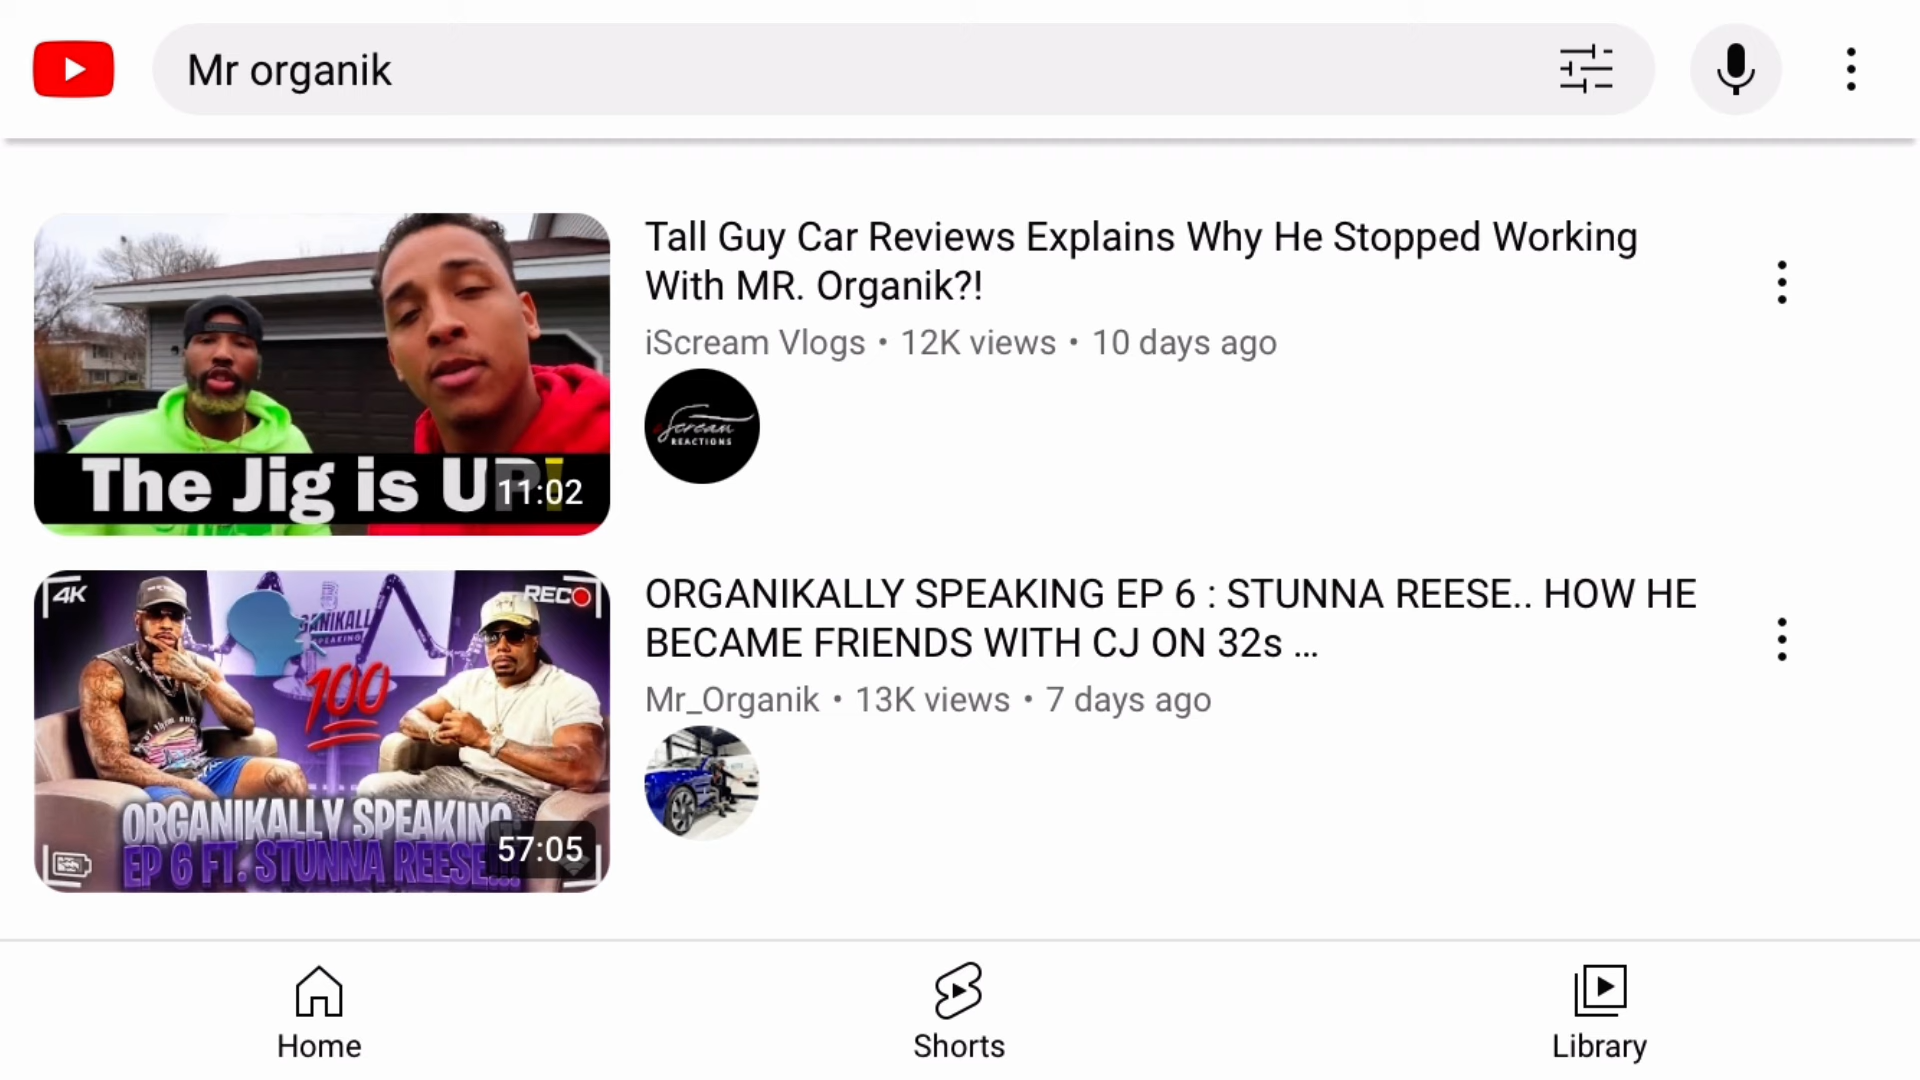 Mr organik
The Jig is UP!
11:02
Tall Guy Car Reviews Explains Why He Stopped Working
With MR. Organik?!
iScream Vlogs • 12K views • 10 days ago
REACTIONS
4K
REC
SPEAKING
100
ORGANIKALLY SPEAKING
EP 6 FT. STUNNA REESE...
57:05
ORGANIKALLY SPEAKING EP 6 : STUNNA REESE.. HOW HE
BECAME FRIENDS WITH CJ ON 32s ...
Mr_Organik • 13K views • 7 days ago
Home
Shorts
Library